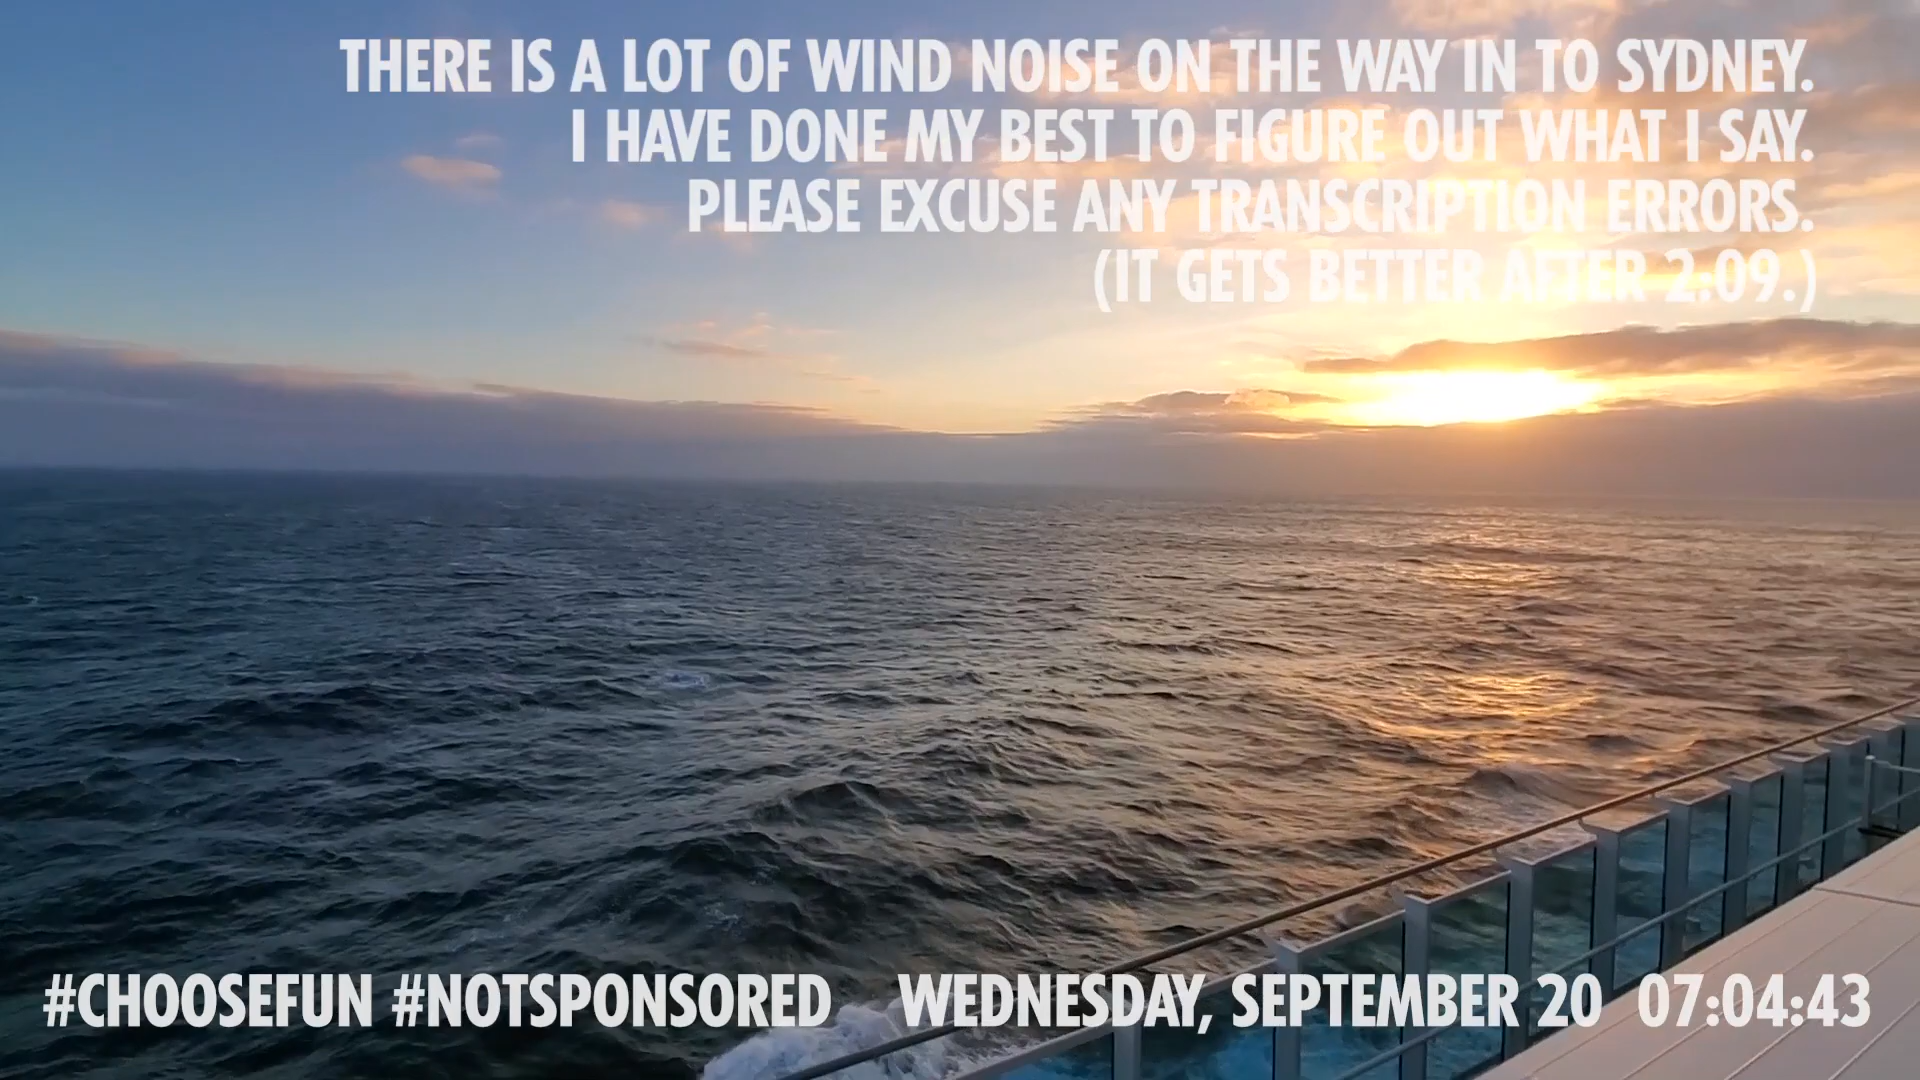 THERE IS A LOT OF WIND NOISE ON THE WAY IN TO SYDNEY.
I HAVE DONE MY BEST TO FIGURE OUT WHAT I SAY.
PLEASE EXCUSE ANY TRANSCRIPTION ERRORS.
(IT GETS BETTER AFTER 2:09.)
#CHOOSEFUN #NOTSPONSORED WEDNESDAY, SEPTEMBER 20 07:04:43